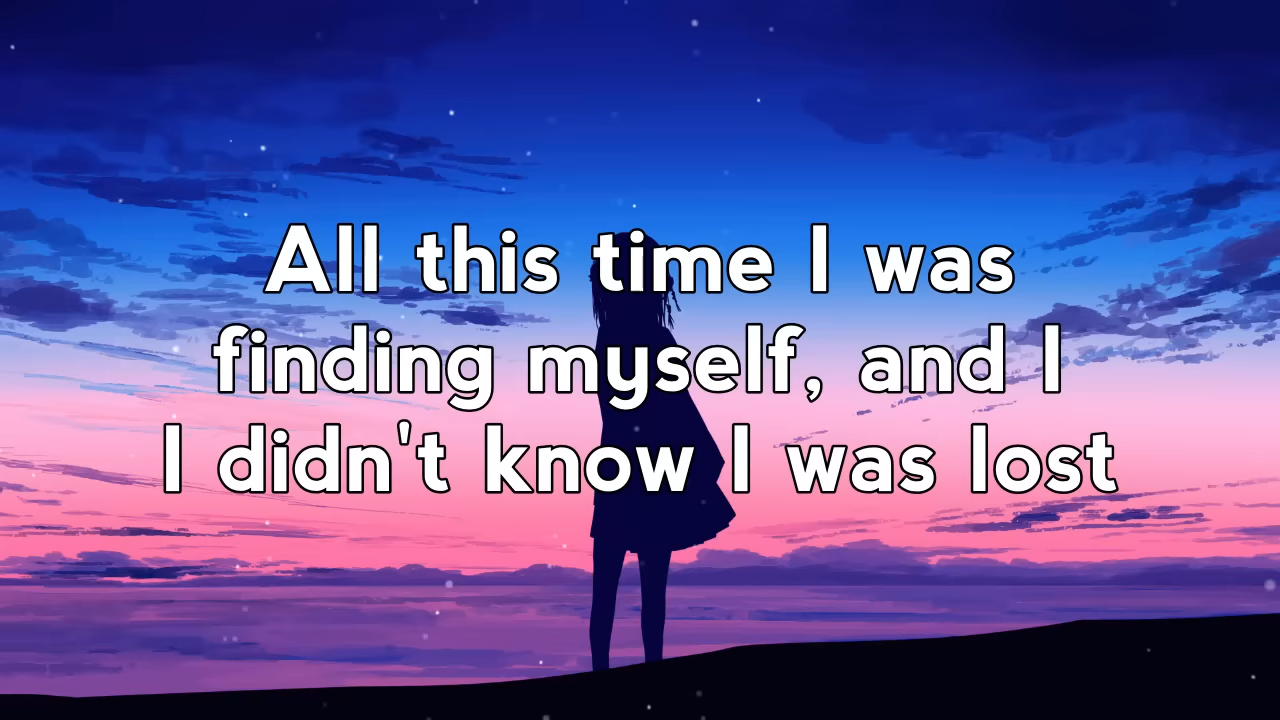 All this time I was
finding myself, and I
I didn't know I was lost